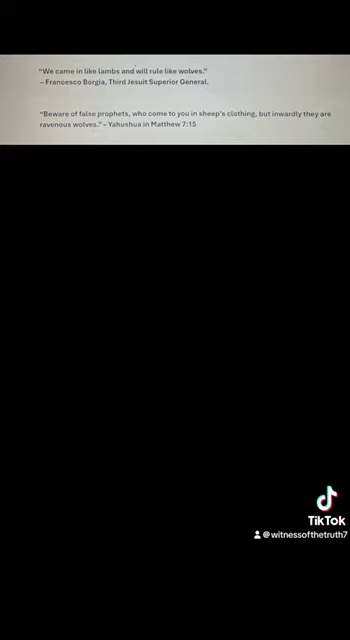 “We came in like lambs and will rule like wolves.”
– Francesco Borgia, Third Jesuit Superior General.
“Beware of false prophets, who come to you in sheep's clothing, but inwardly they are
ravenous wolves.” – Yahushua in Matthew 7:15
TikTok
@witnessofthetruth7